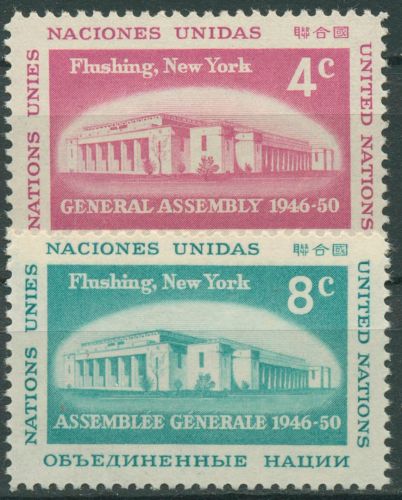 NACIONES UNIDAS 聯合國
NATIONS UNIES
Flushing, New York 4c
UNITED NATIONS
GENERAL ASSEMBLY 1946-50
NACIONES UNIDAS 聯合國
NATIONS UNIES
Flushing, New York 8c
UNITED NATIONS
ASSEMBLÉE GÉNÉRALE 1946-50
ОБЪЕДИНЕННЫЕ НАЦИИ